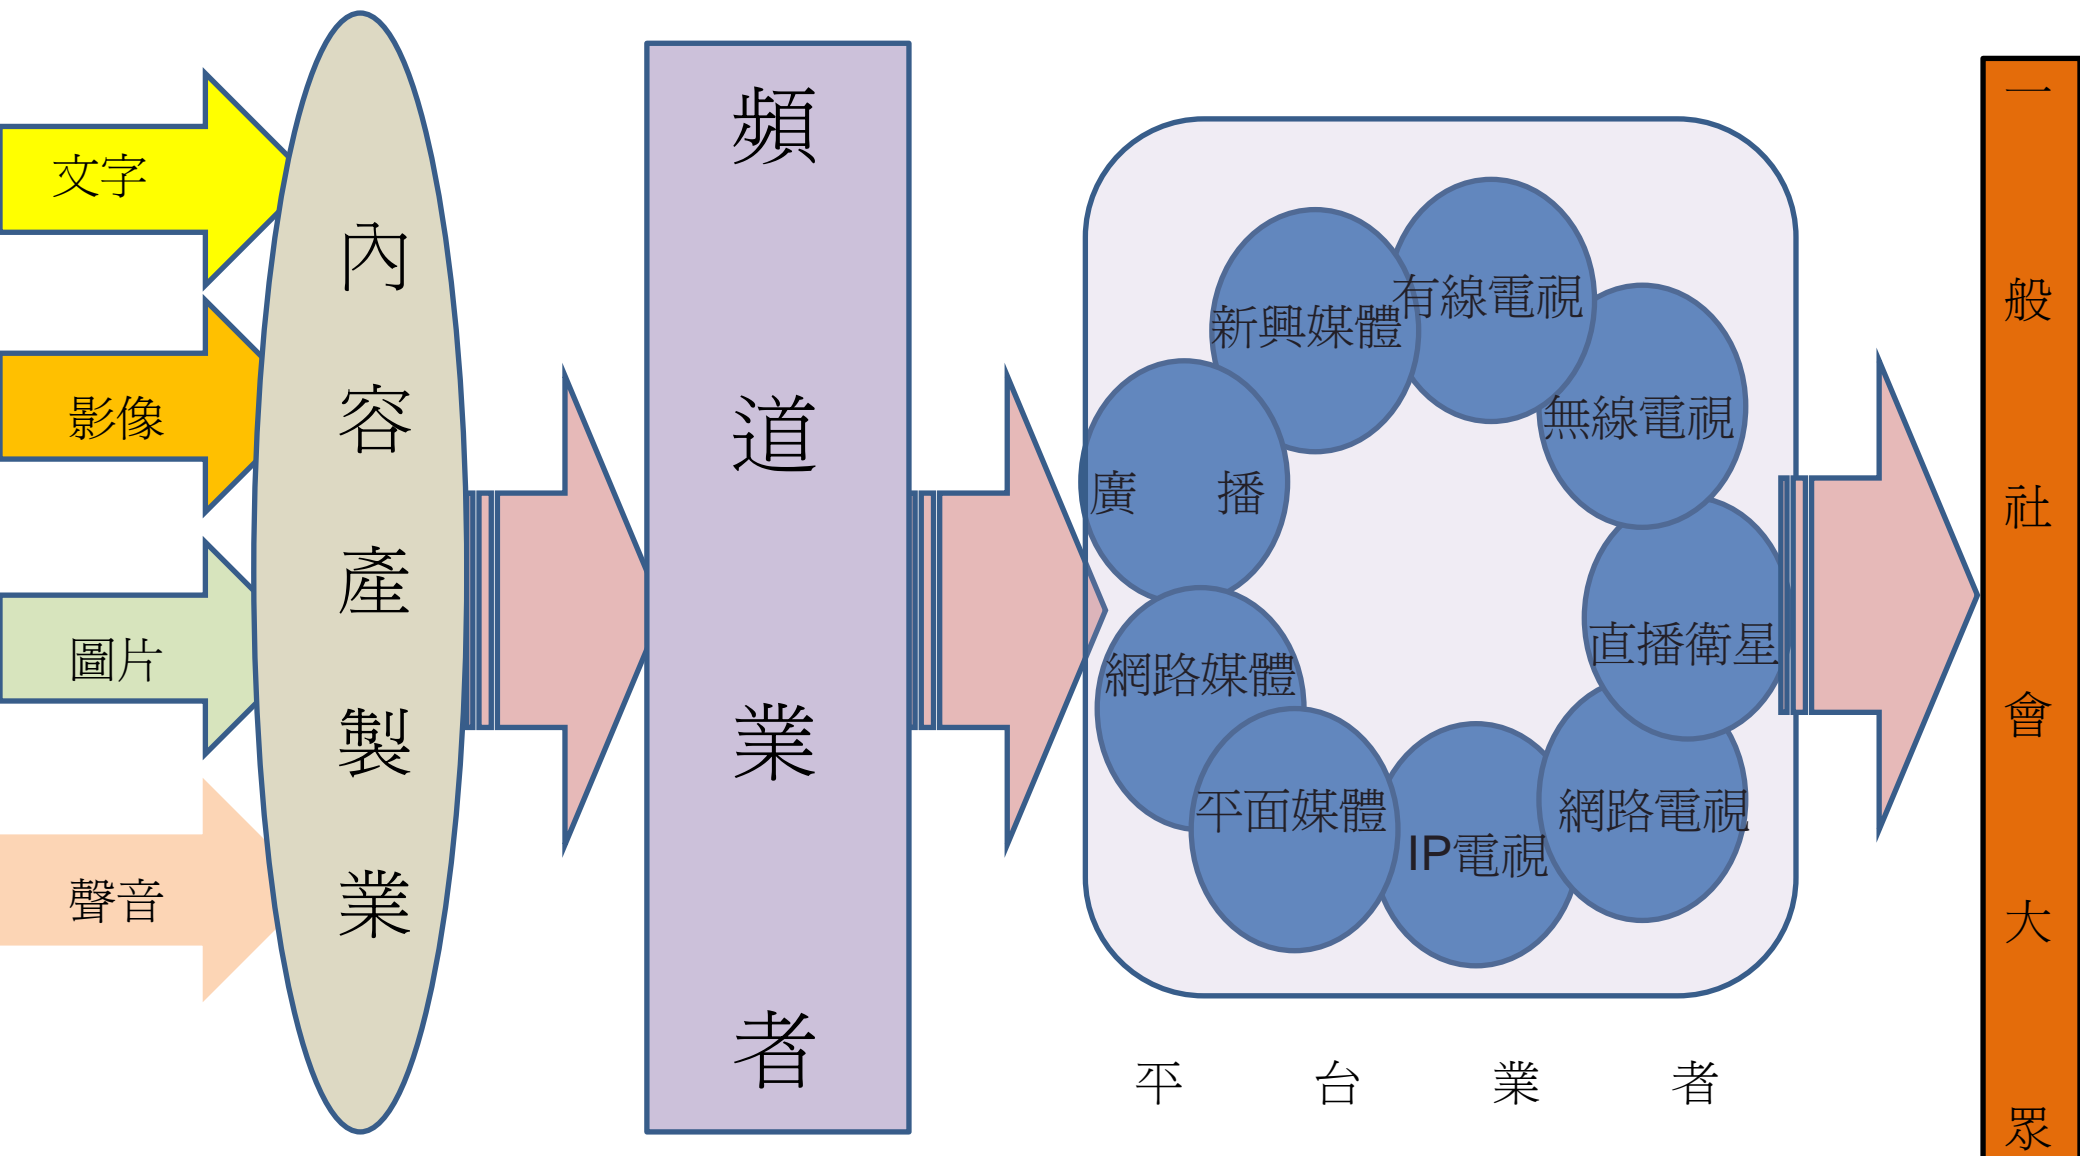 文字
影像
圖片
聲音
內容產製業
頻道業者
新興媒體
有線電視
無線電視
廣播
直播衛星
網路媒體
平面媒體
IP電視
網路電視
平台業者
一般社會大眾